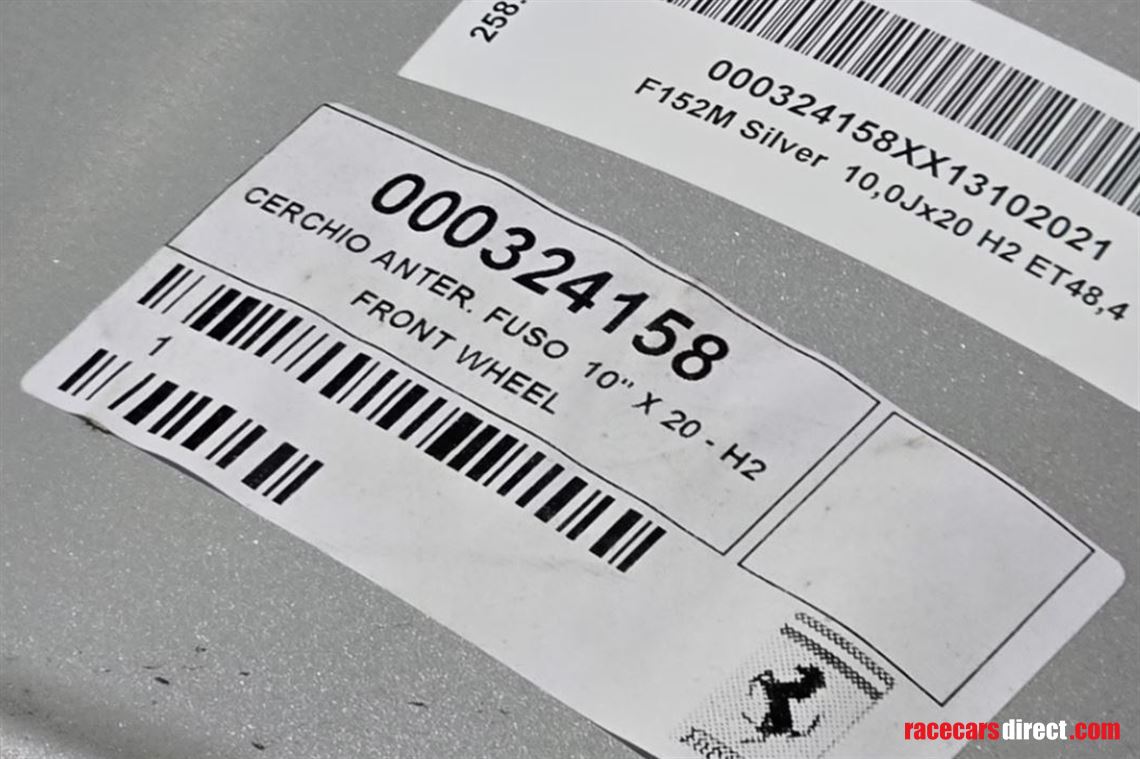 258
000324158XX13102021
F152M Silver 10,0Jx20 H2 ET48,4
000324158
CERCHIO ANTER. FUSO 10" X 20 - H2
FRONT WHEEL
1
racecarsdirect.com